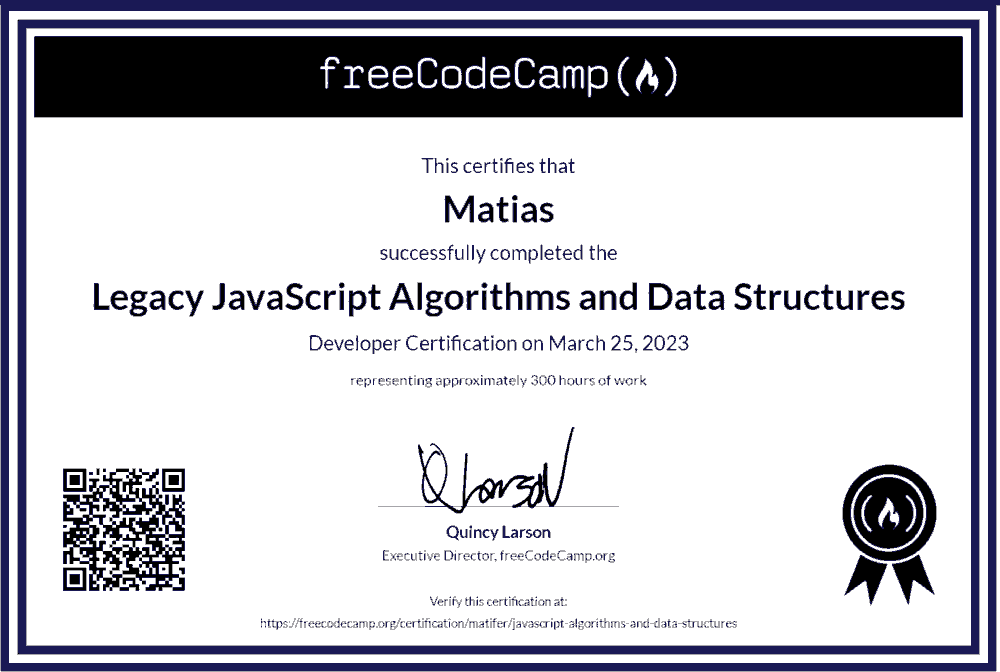 freeCodeCamp(🔥)
This certifies that
Matias
successfully completed the
Legacy JavaScript Algorithms and Data Structures
Developer Certification on March 25, 2023
representing approximately 300 hours of work
Q Larson
Quincy Larson
Executive Director, freeCodeCamp.org
Verify this certification at:
https://freecodecamp.org/certification/matifer/javascript-algorithms-and-data-structures